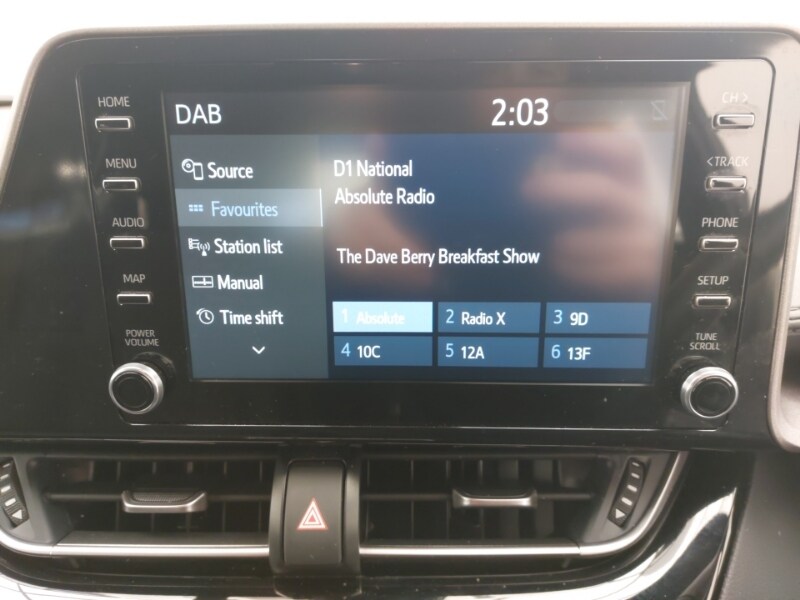 HOME
MENU
AUDIO
MAP
POWER
VOLUME
DAB
2:03
Source
Favourites
Station list
Manual
Time shift
D1 National
Absolute Radio
The Dave Berry Breakfast Show
1 Absolute
2 Radio X
3 9D
4 10C
5 12A
6 13F
CH >
< TRACK
PHONE
SETUP
TUNE
SCROLL